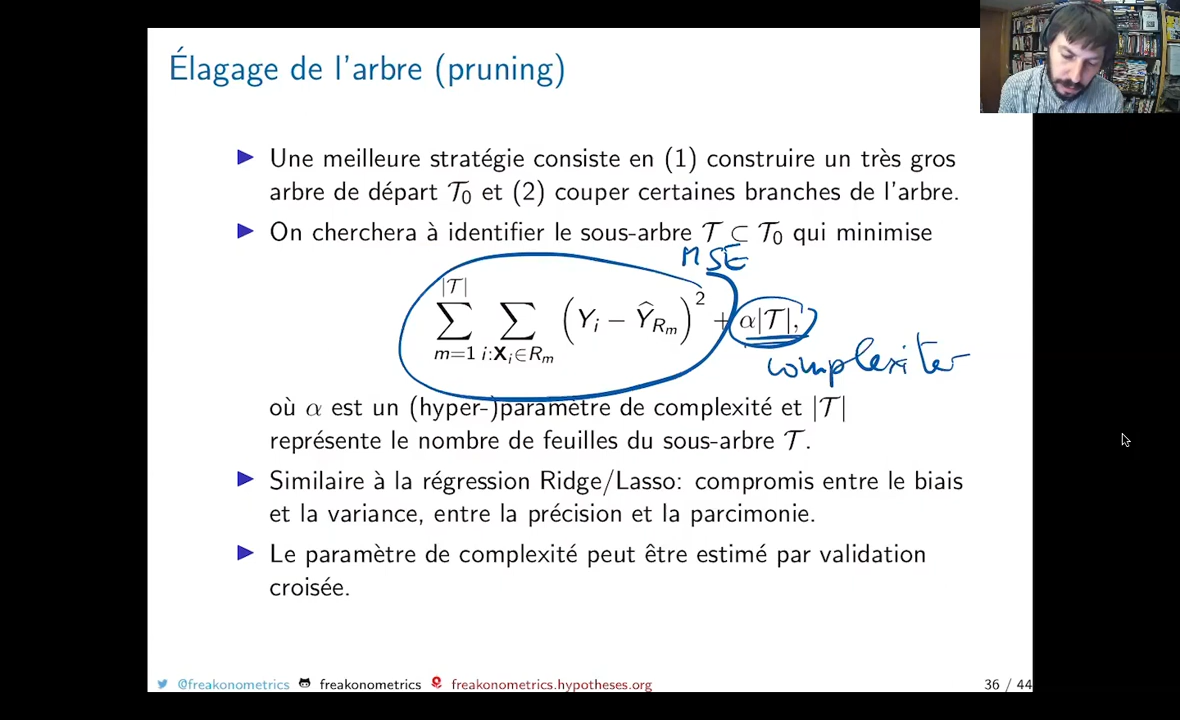 Élagage de l'arbre (pruning)
▶ Une meilleure stratégie consiste en (1) construire un très gros
arbre de départ 𝒯₀ et (2) couper certaines branches de l'arbre.
▶ On cherchera à identifier le sous-arbre 𝒯 ⊂ 𝒯₀ qui minimise
MSE
|𝒯| ∑ m=1 ∑ i:Xᵢ∈Rₘ (Yᵢ − Ŷ_Rₘ)² + α|𝒯|,
complexiter
où α est un (hyper-)paramètre de complexité et |𝒯|
représente le nombre de feuilles du sous-arbre 𝒯.
▶ Similaire à la régression Ridge/Lasso: compromis entre le biais
et la variance, entre la précision et la parcimonie.
▶ Le paramètre de complexité peut être estimé par validation
croisée.
@freakonometrics freakonometrics freakonometrics.hypotheses.org 36 / 44